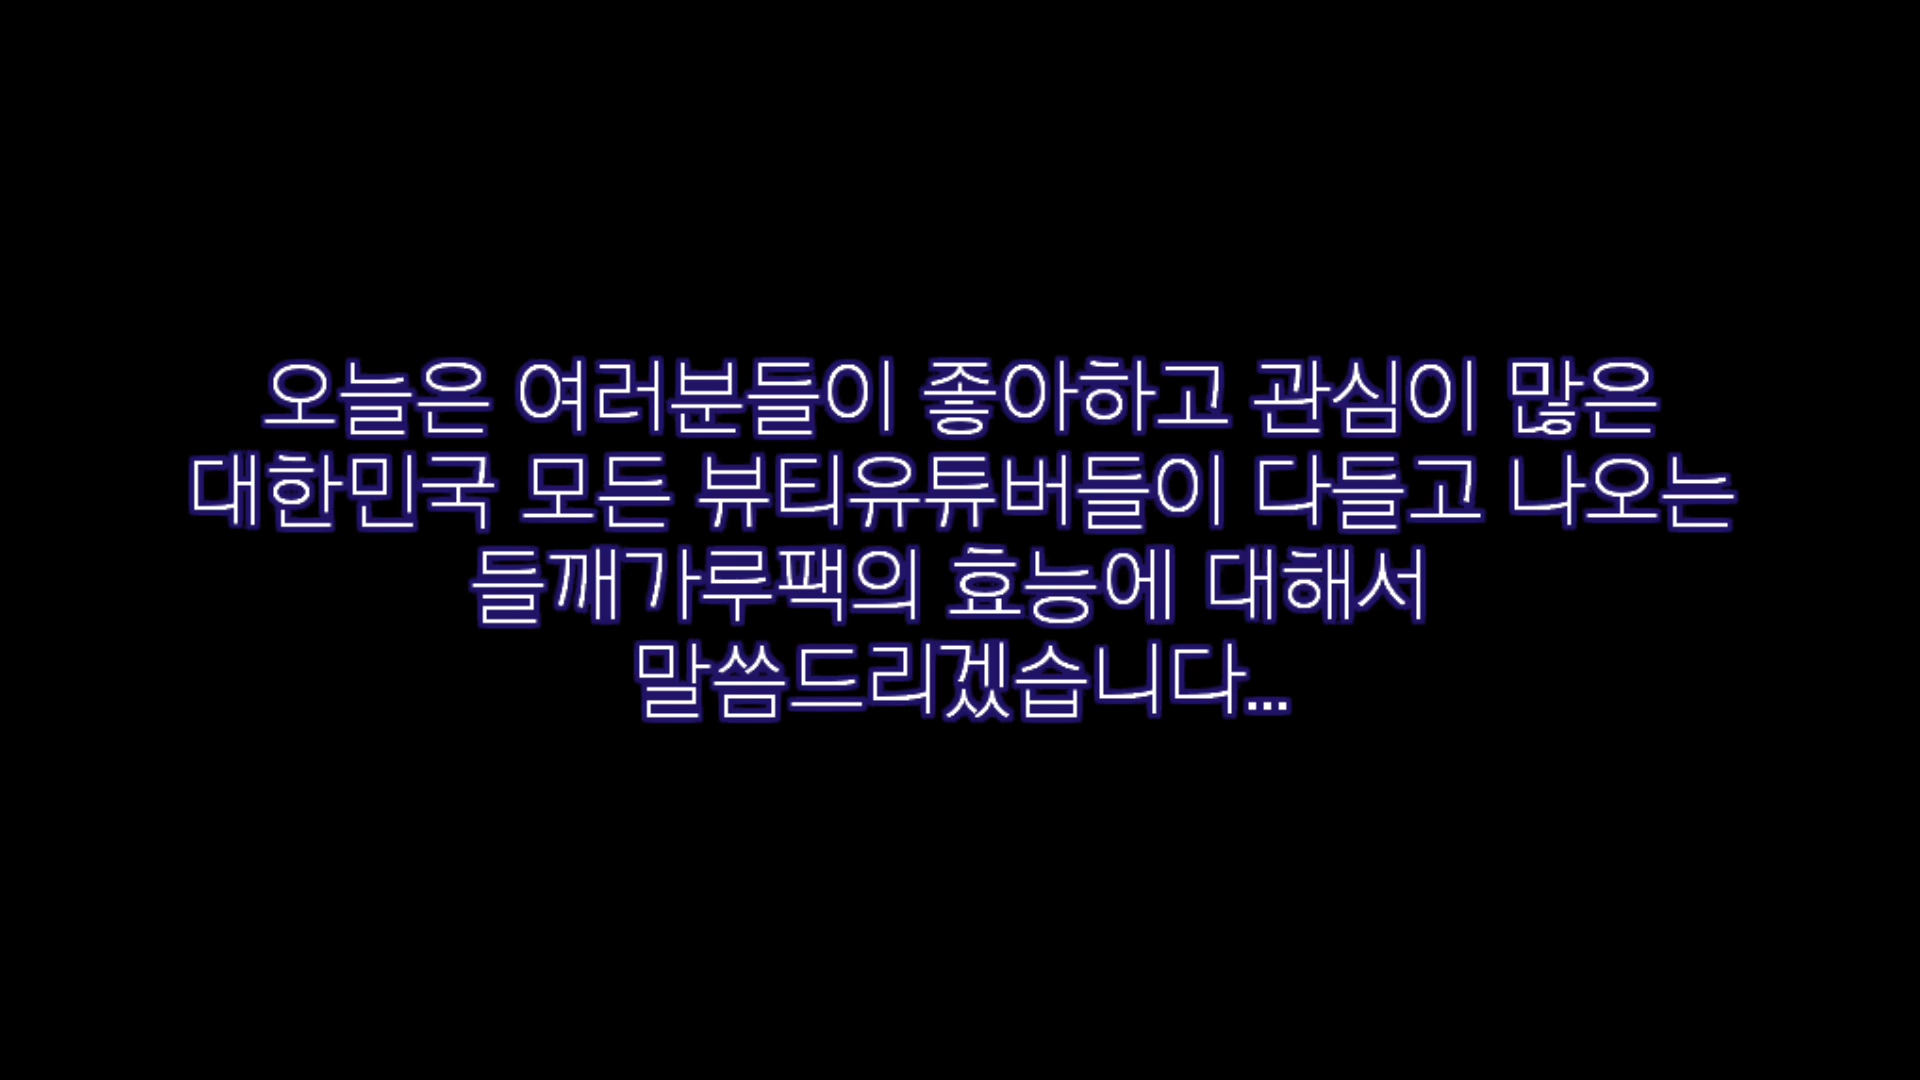 오늘은 여러분들이 좋아하고 관심이 많은
대한민국 모든 뷰티유튜버들이 다들고 나오는
들깨가루팩의 효능에 대해서
말씀드리겠습니다...